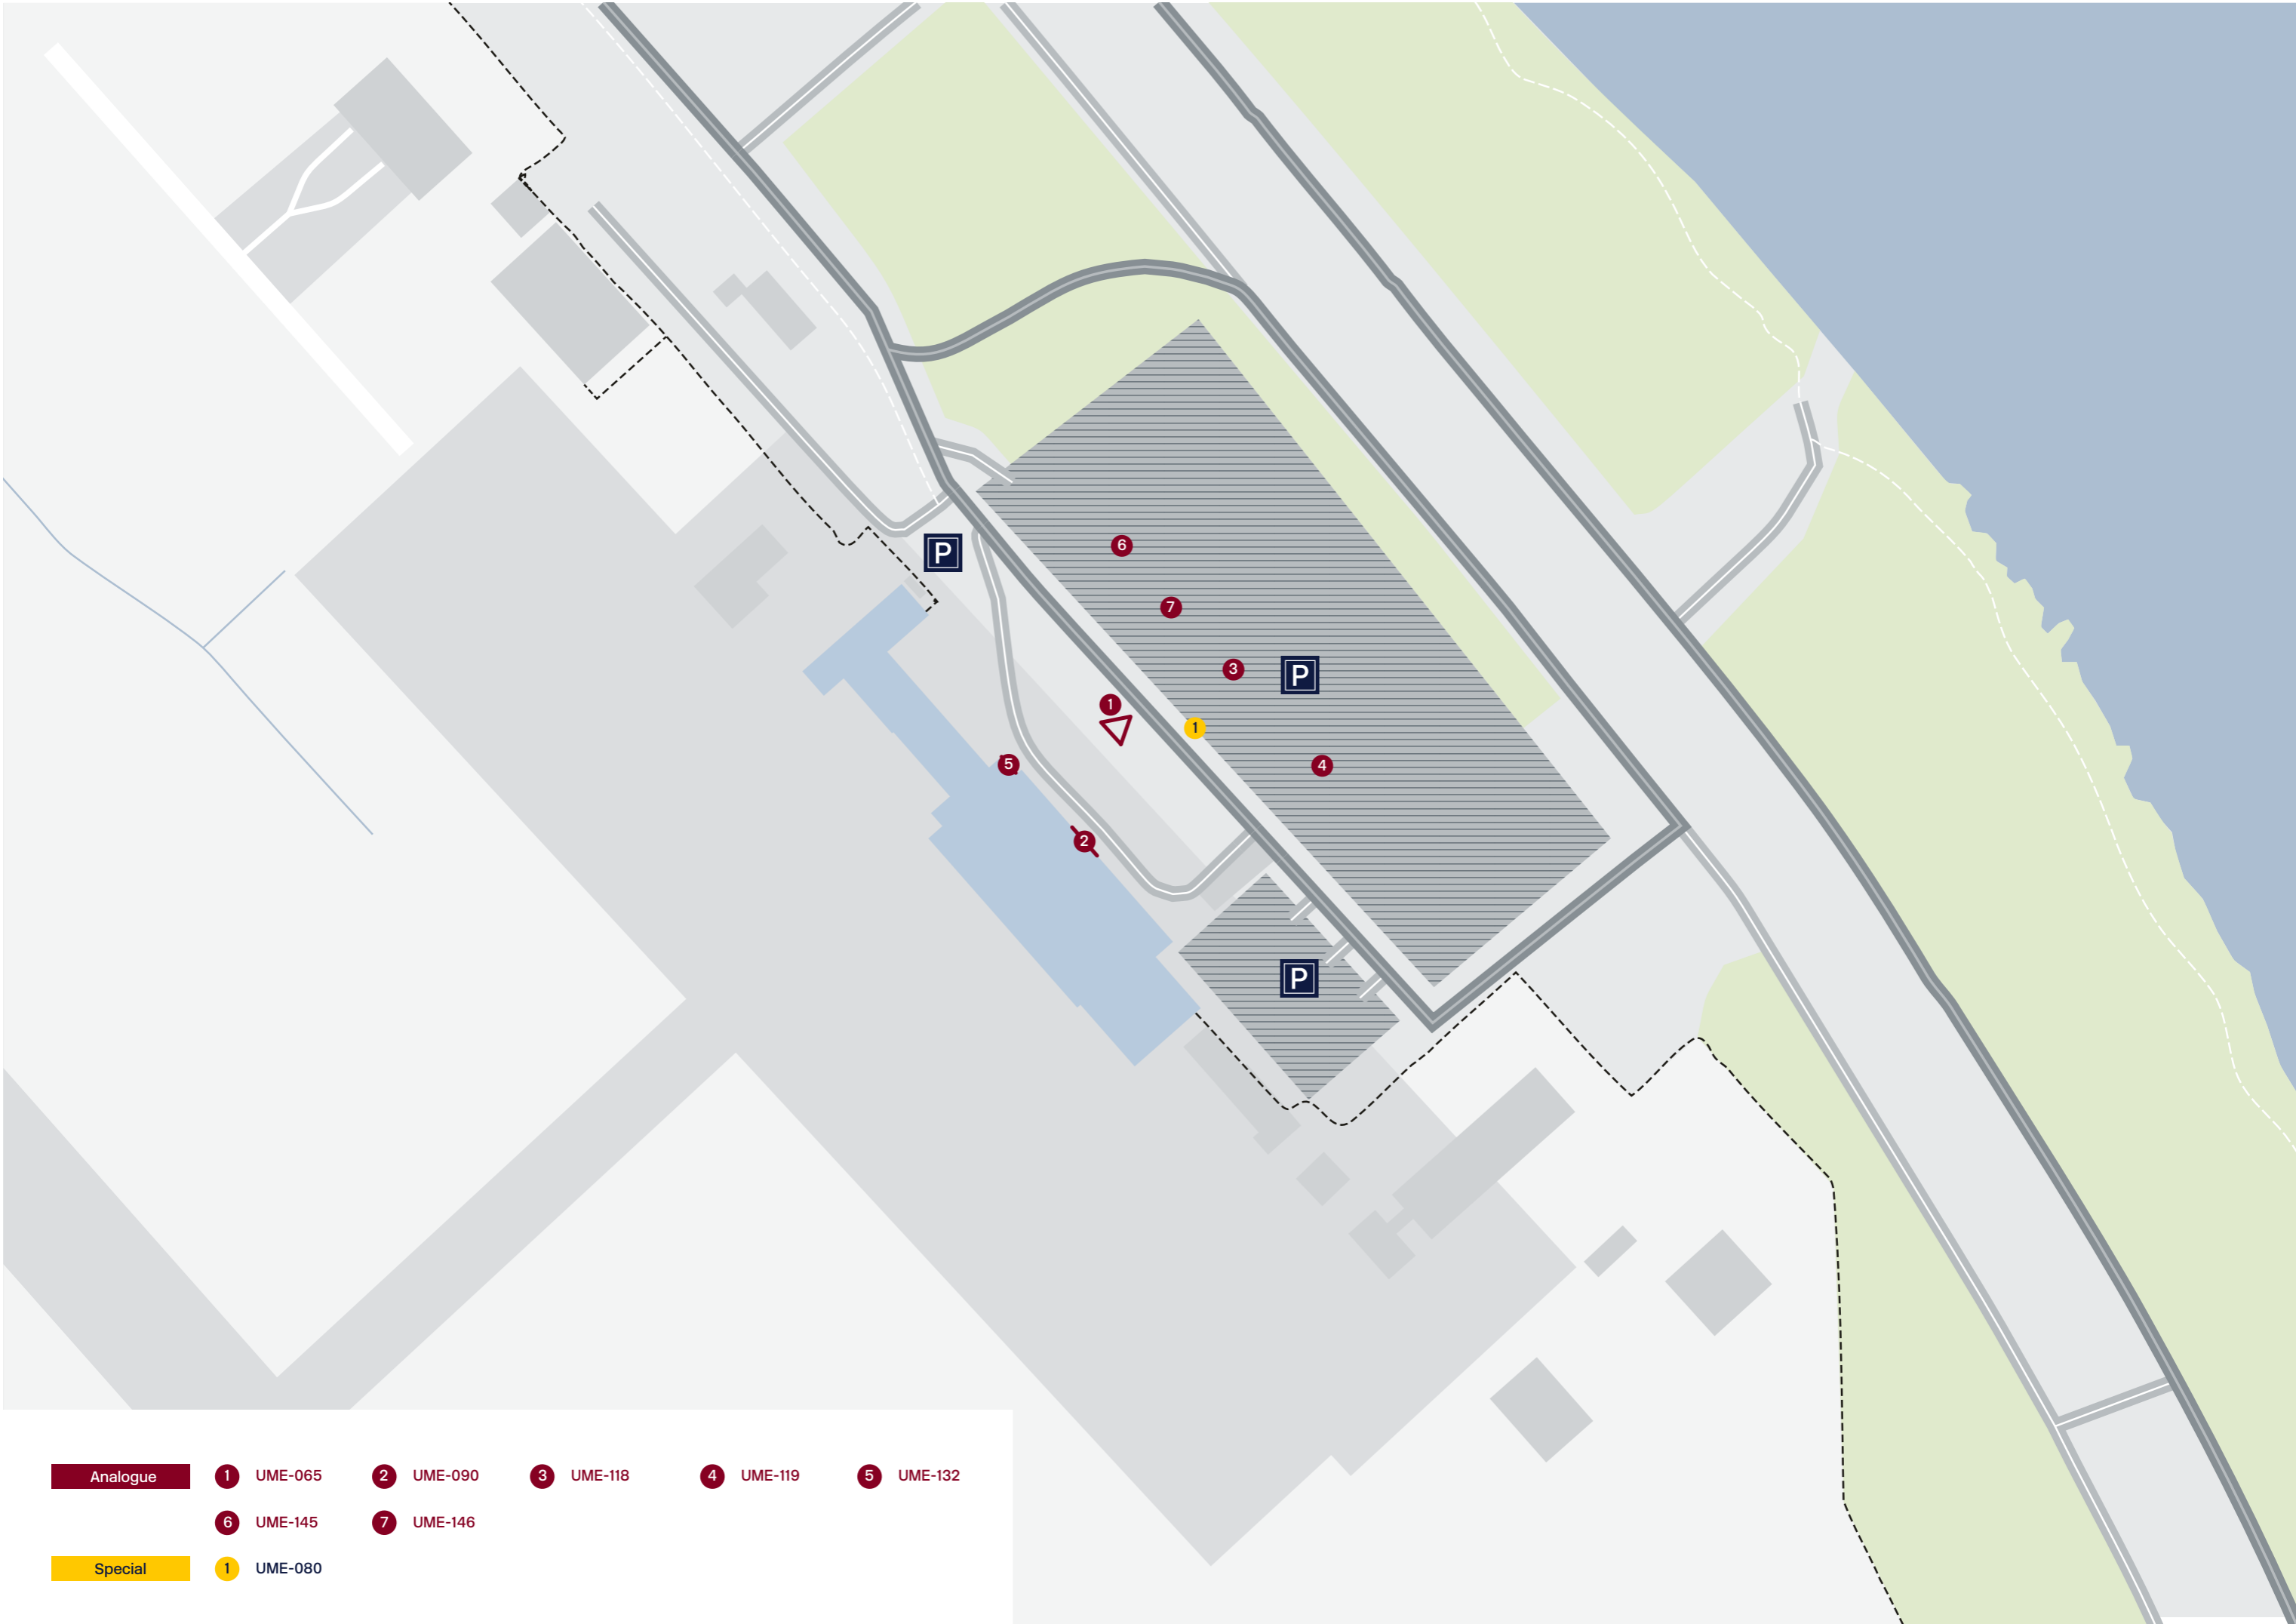 6
P
7
3
P
1
1
5
4
2
P
Analogue 1 UME-065 2 UME-090 3 UME-118 4 UME-119 5 UME-132
6 UME-145 7 UME-146
Special 1 UME-080